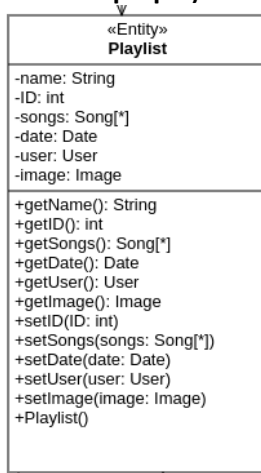 «Entity»
Playlist
-name: String
-ID: int
-songs: Song[*]
-date: Date
-user: User
-image: Image
+getName(): String
+getID(): int
+getSongs(): Song[*]
+getDate(): Date
+getUser(): User
+getImage(): Image
+setID(ID: int)
+setSongs(songs: Song[*])
+setDate(date: Date)
+setUser(user: User)
+setImage(image: Image)
+Playlist()